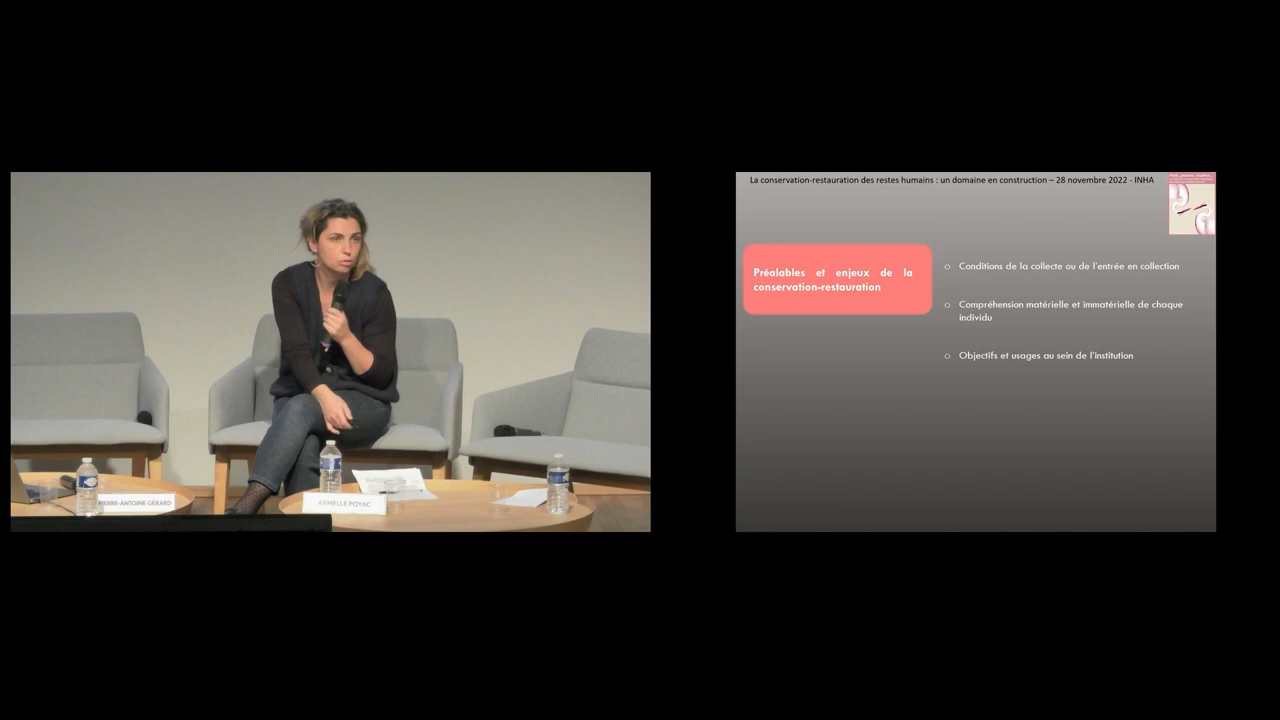 PIERRE-ANTOINE GÉRARD
ARMELLE POYAC
La conservation-restauration des restes humains : un domaine en construction – 28 novembre 2022 - INHA
Préalables et enjeux de la
conservation-restauration
o Conditions de la collecte ou de l'entrée en collection
o Compréhension matérielle et immatérielle de chaque
individu
o Objectifs et usages au sein de l'institution